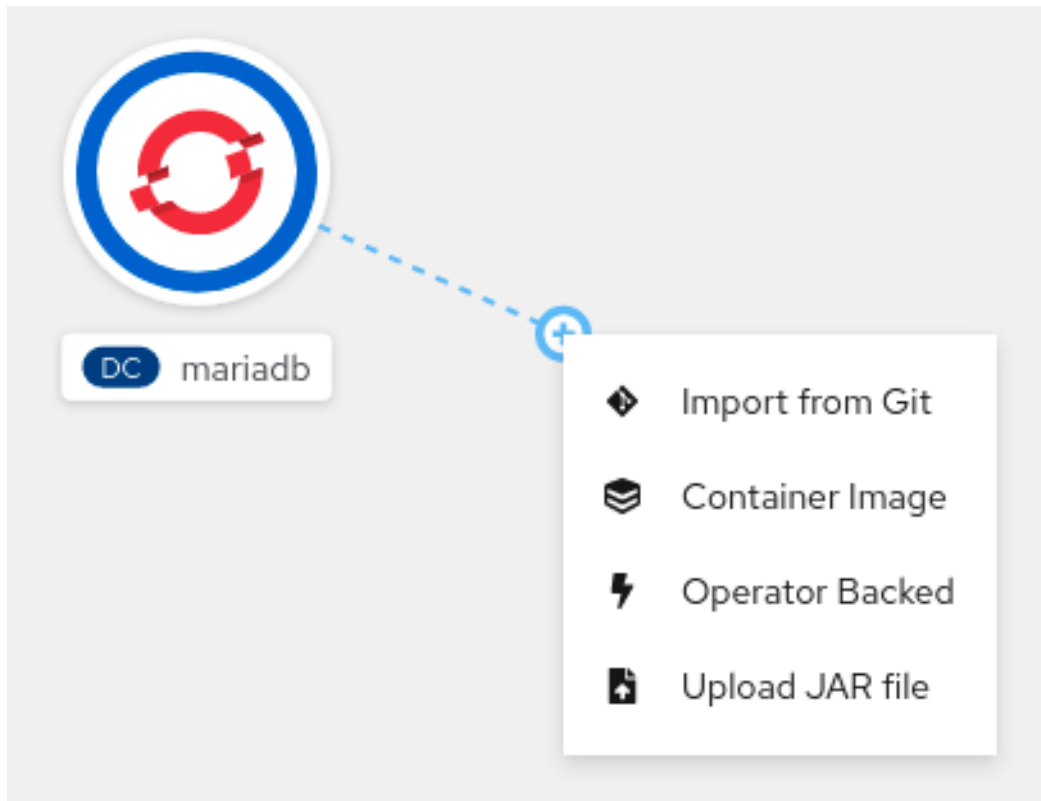 DC mariadb
Import from Git
Container Image
Operator Backed
Upload JAR file